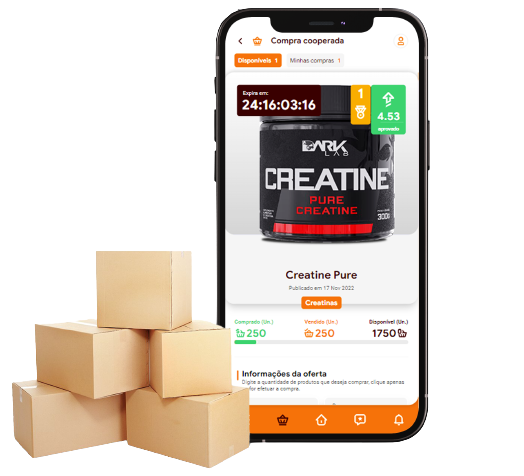 Compra cooperada
Disponíveis 1
Minhas compras 1
Expira em:
24:16:03:16
1
4.53
aprovado
DARK
LAB
CREATINE
PURE
CREATINE
300g
Creatine Pure
Publicado em 17 Nov 2022
Creatinas
Comprado (Un.)
Vendido (Un.)
Disponível (Un.)
250
250
1750
Informações da oferta
Digite a quantidade de produtos que deseja comprar, clique apenas
efetuar a compra.